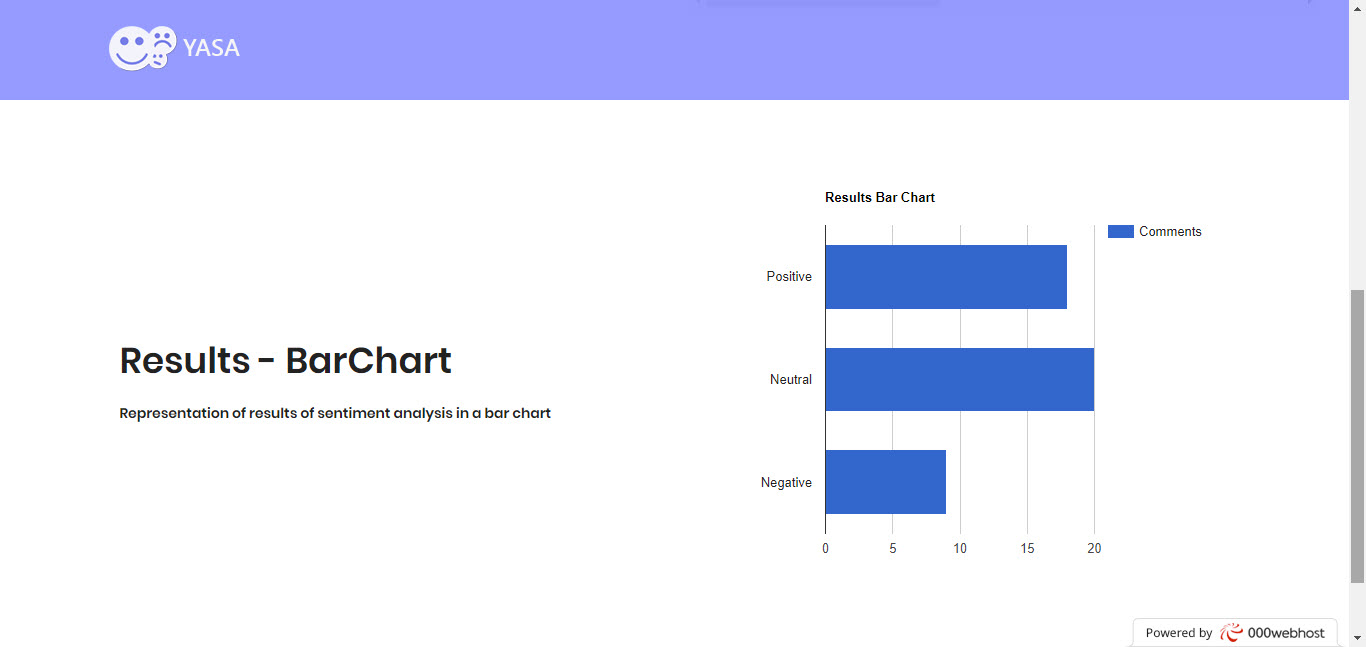 YASA
Results - BarChart
Representation of results of sentiment analysis in a bar chart
Results Bar Chart
Comments
Positive
Neutral
Negative
0 5 10 15 20
Powered by 000webhost